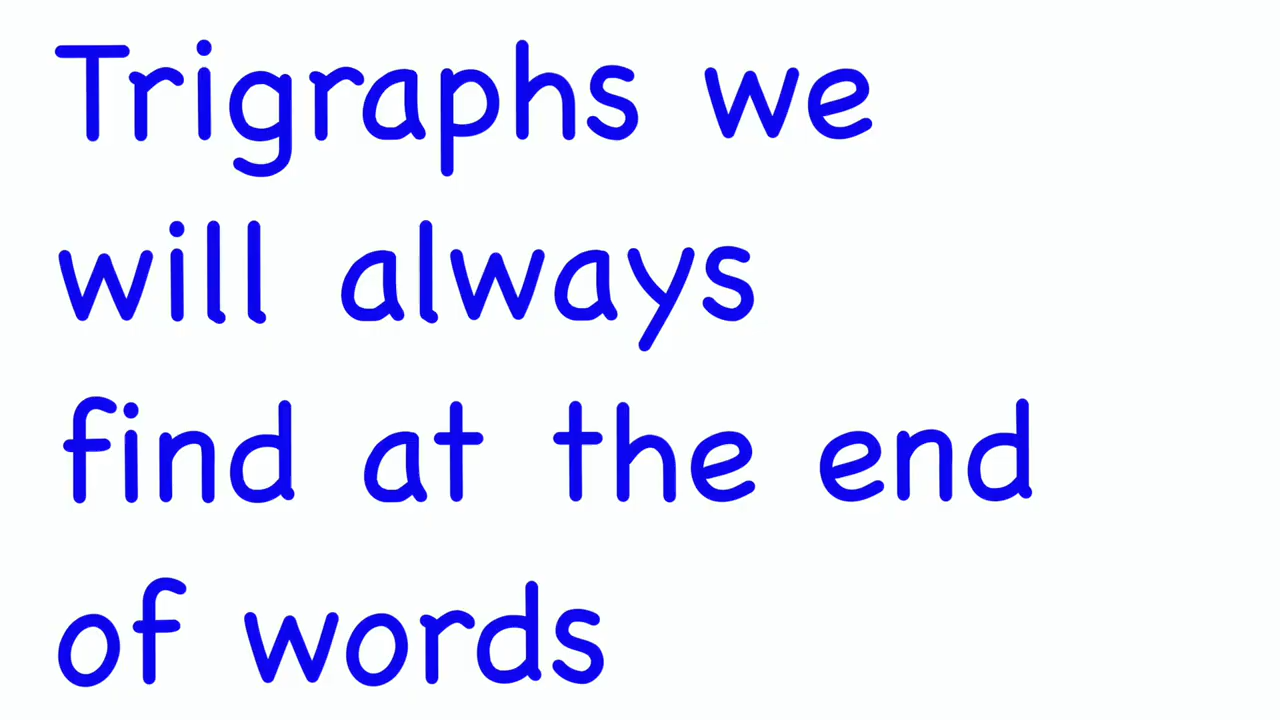 Trigraphs we
will always
find at the end
of words